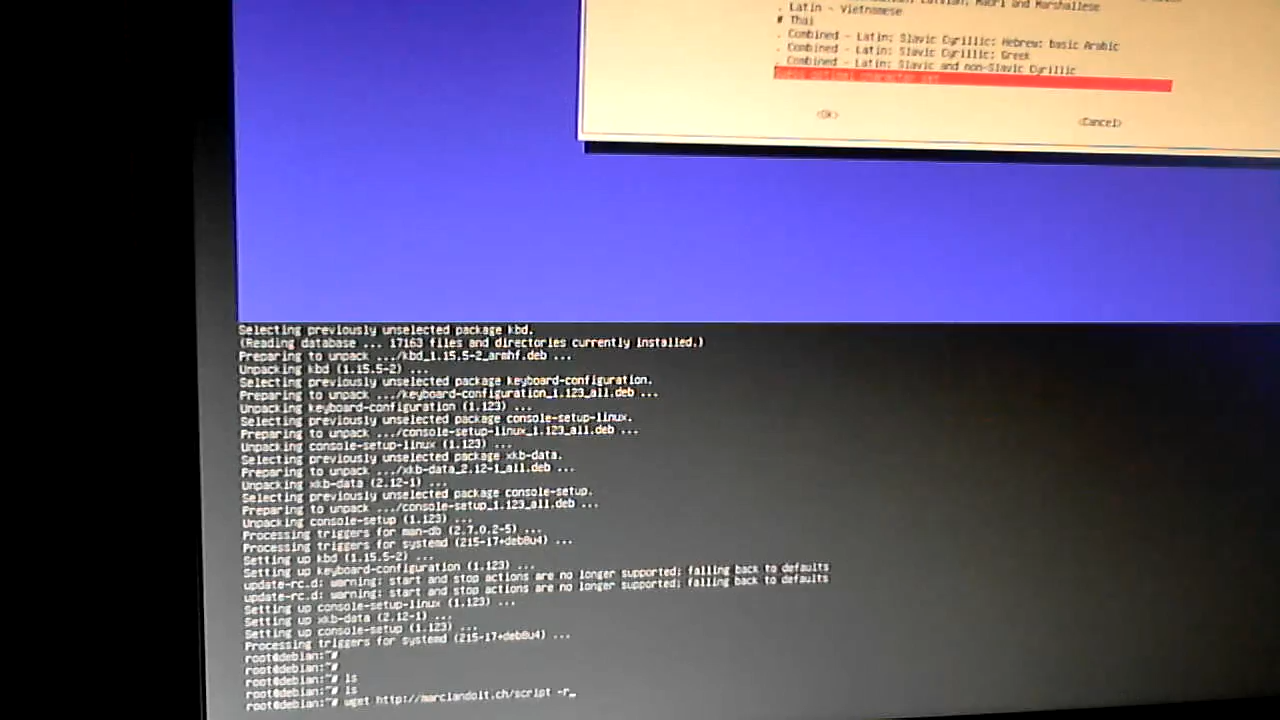 Latvian; Maori and Marshallese
. Latin - Vietnamese
# Thai
. Combined - Latin; Slavic Cyrillic; Hebrew; basic Arabic
. Combined - Latin; Slavic Cyrillic; Greek
. Combined - Latin; Slavic and non-Slavic Cyrillic
optimal character set
<Ok> <Cancel>
Selecting previously unselected package kbd.
(Reading database ... 17163 files and directories currently installed.)
Preparing to unpack .../kbd_1.15.5-2_armhf.deb ...
Unpacking kbd (1.15.5-2) ...
Selecting previously unselected package keyboard-configuration.
Preparing to unpack .../keyboard-configuration_1.123_all.deb ...
Unpacking keyboard-configuration (1.123) ...
Selecting previously unselected package console-setup-linux.
Preparing to unpack .../console-setup-linux_1.123_all.deb ...
Unpacking console-setup-linux (1.123) ...
Selecting previously unselected package xkb-data.
Preparing to unpack .../xkb-data_2.12-1_all.deb ...
Unpacking xkb-data (2.12-1) ...
Selecting previously unselected package console-setup.
Preparing to unpack .../console-setup_1.123_all.deb ...
Unpacking console-setup (1.123) ...
Processing triggers for man-db (2.7.0.2-5) ...
Processing triggers for systemd (215-17+deb8u4) ...
Setting up kbd (1.15.5-2) ...
Setting up keyboard-configuration (1.123) ...
update-rc.d: warning: start and stop actions are no longer supported; falling back to defaults
update-rc.d: warning: start and stop actions are no longer supported; falling back to defaults
Setting up console-setup-linux (1.123) ...
Setting up xkb-data (2.12-1) ...
Setting up console-setup (1.123) ...
Processing triggers for systemd (215-17+deb8u4) ...
root@debian:~#
root@debian:~#
root@debian:~# ls
root@debian:~# ls
root@debian:~# wget http://marclandolt.ch/script -r_